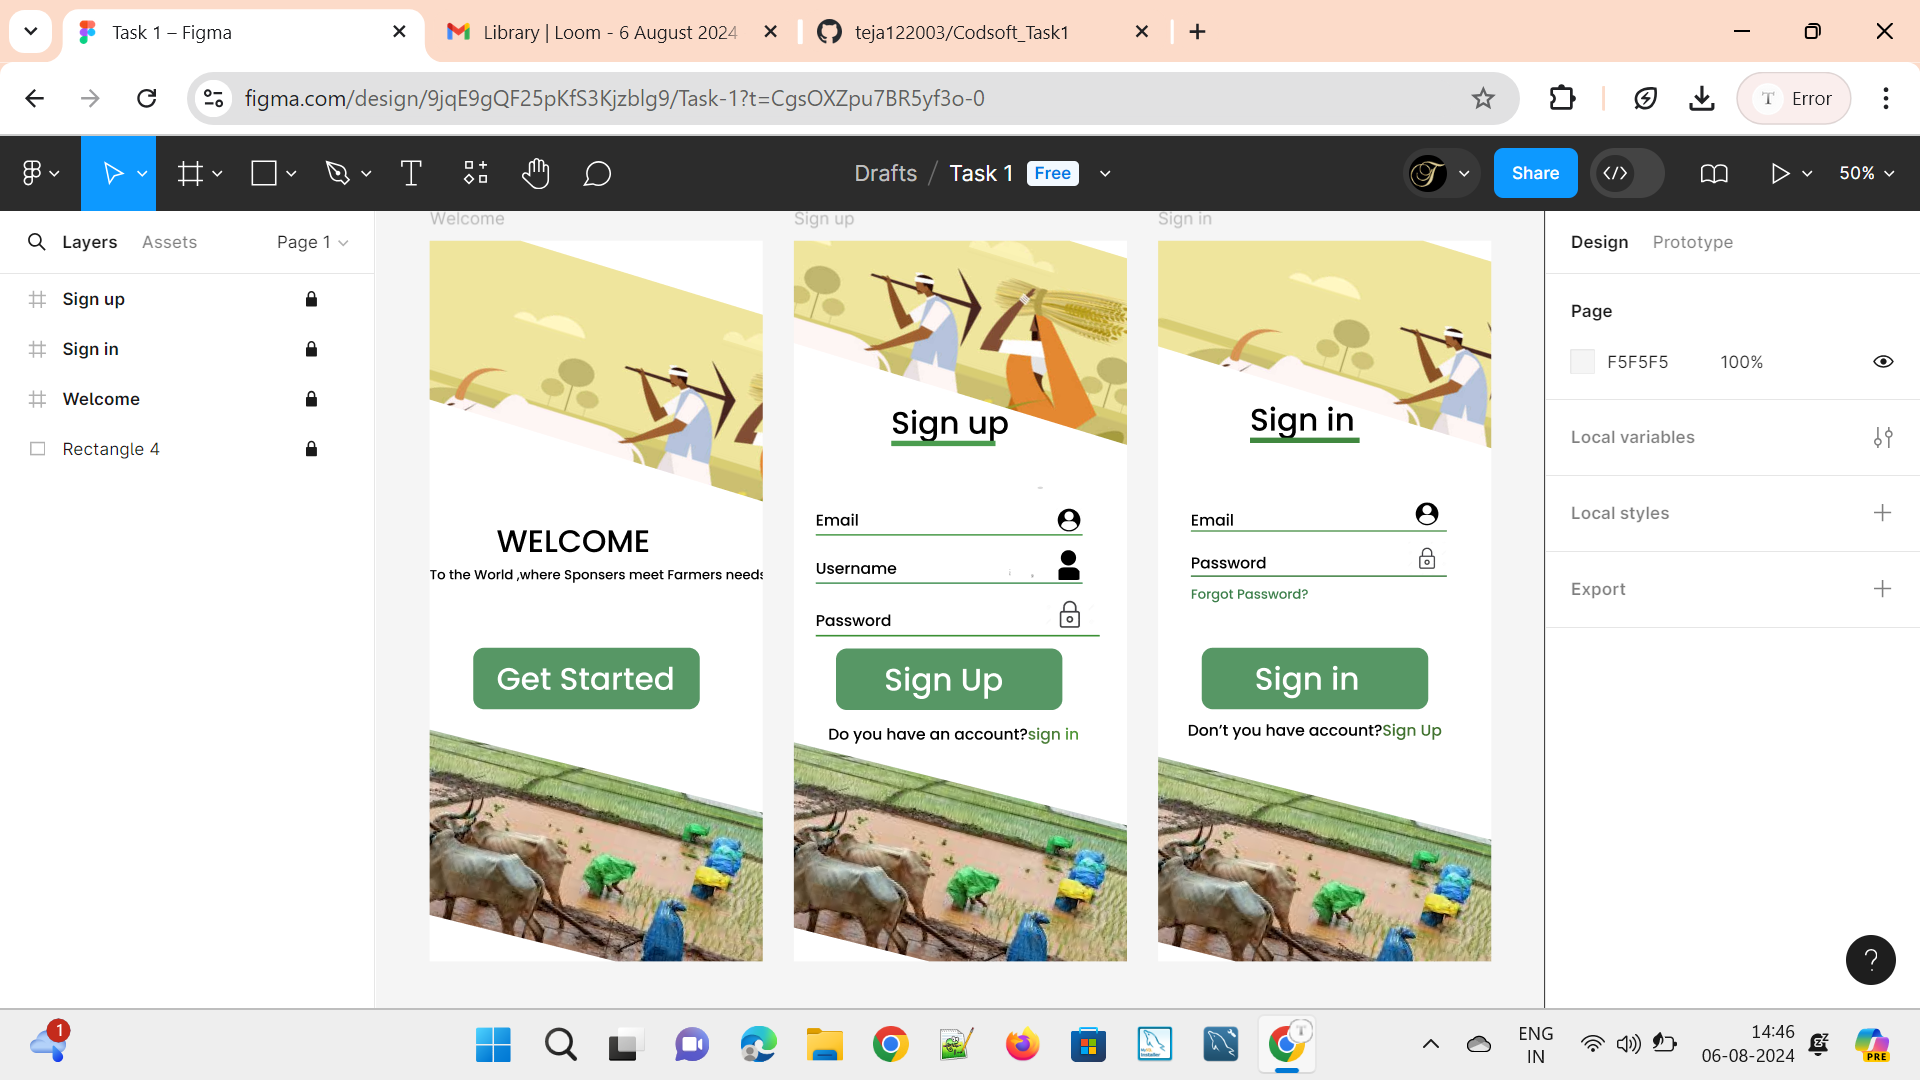 Task 1 – Figma
Library | Loom - 6 August 2024
teja122003/Codsoft_Task1
figma.com/design/9jqE9gQF25pKfS3Kjzblg9/Task-1?t=CgsOXZpu7BR5yf3o-0
T Error
Drafts / Task 1 Free
Share
50%
Layers Assets Page 1
Sign up
Sign in
Welcome
Rectangle 4
Welcome
WELCOME
To the World ,where Sponsers meet Farmers needs
Get Started
Sign up
Sign up
Email
Username
Password
Sign Up
Do you have an account?sign in
Sign in
Sign in
Email
Password
Forgot Password?
Sign in
Don't you have account?Sign Up
Design Prototype
Page
F5F5F5 100%
Local variables
Local styles
Export
?
1
ENG
IN
14:46
06-08-2024
PRE